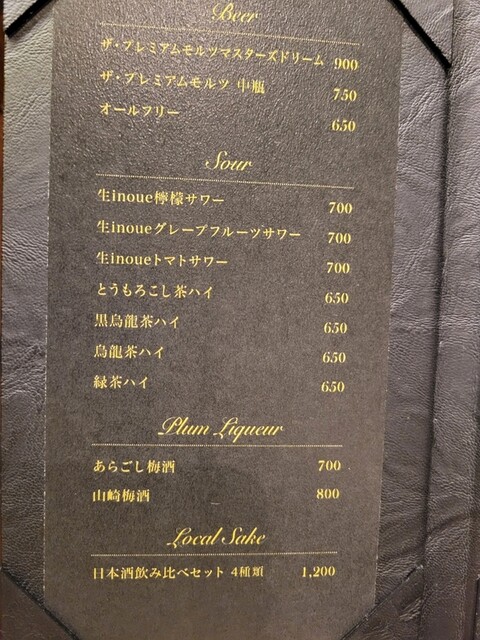 Beer
ザ・プレミアムモルツマスターズドリーム 900
ザ・プレミアムモルツ 中瓶 750
オールフリー 650
Sour
生inoue檸檬サワー 700
生inoueグレープフルーツサワー 700
生inoueトマトサワー 700
とうもろこし茶ハイ 650
黒烏龍茶ハイ 650
烏龍茶ハイ 650
緑茶ハイ 650
Plum Liqueur
あらごし梅酒 700
山崎梅酒 800
Local Sake
日本酒飲み比べセット 4種類 1,200